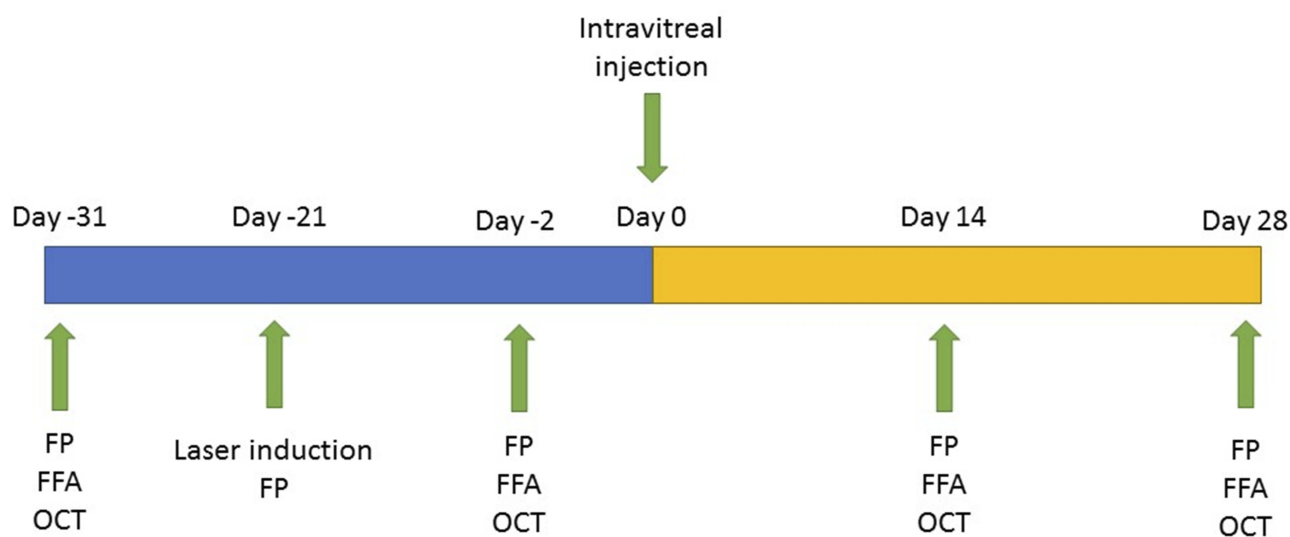 Intravitreal
injection
Day -31
Day -21
Day -2
Day 0
Day 14
Day 28
FP
FFA
OCT
Laser induction
FP
FP
FFA
OCT
FP
FFA
OCT
FP
FFA
OCT